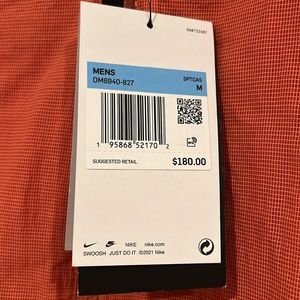 MENS SPTCAS
DM6940-827 M
1 95868 52170 2
SUGGESTED RETAIL $180.00
NIKE Nike.com
SWOOSH JUST DO IT ©2021 Nike